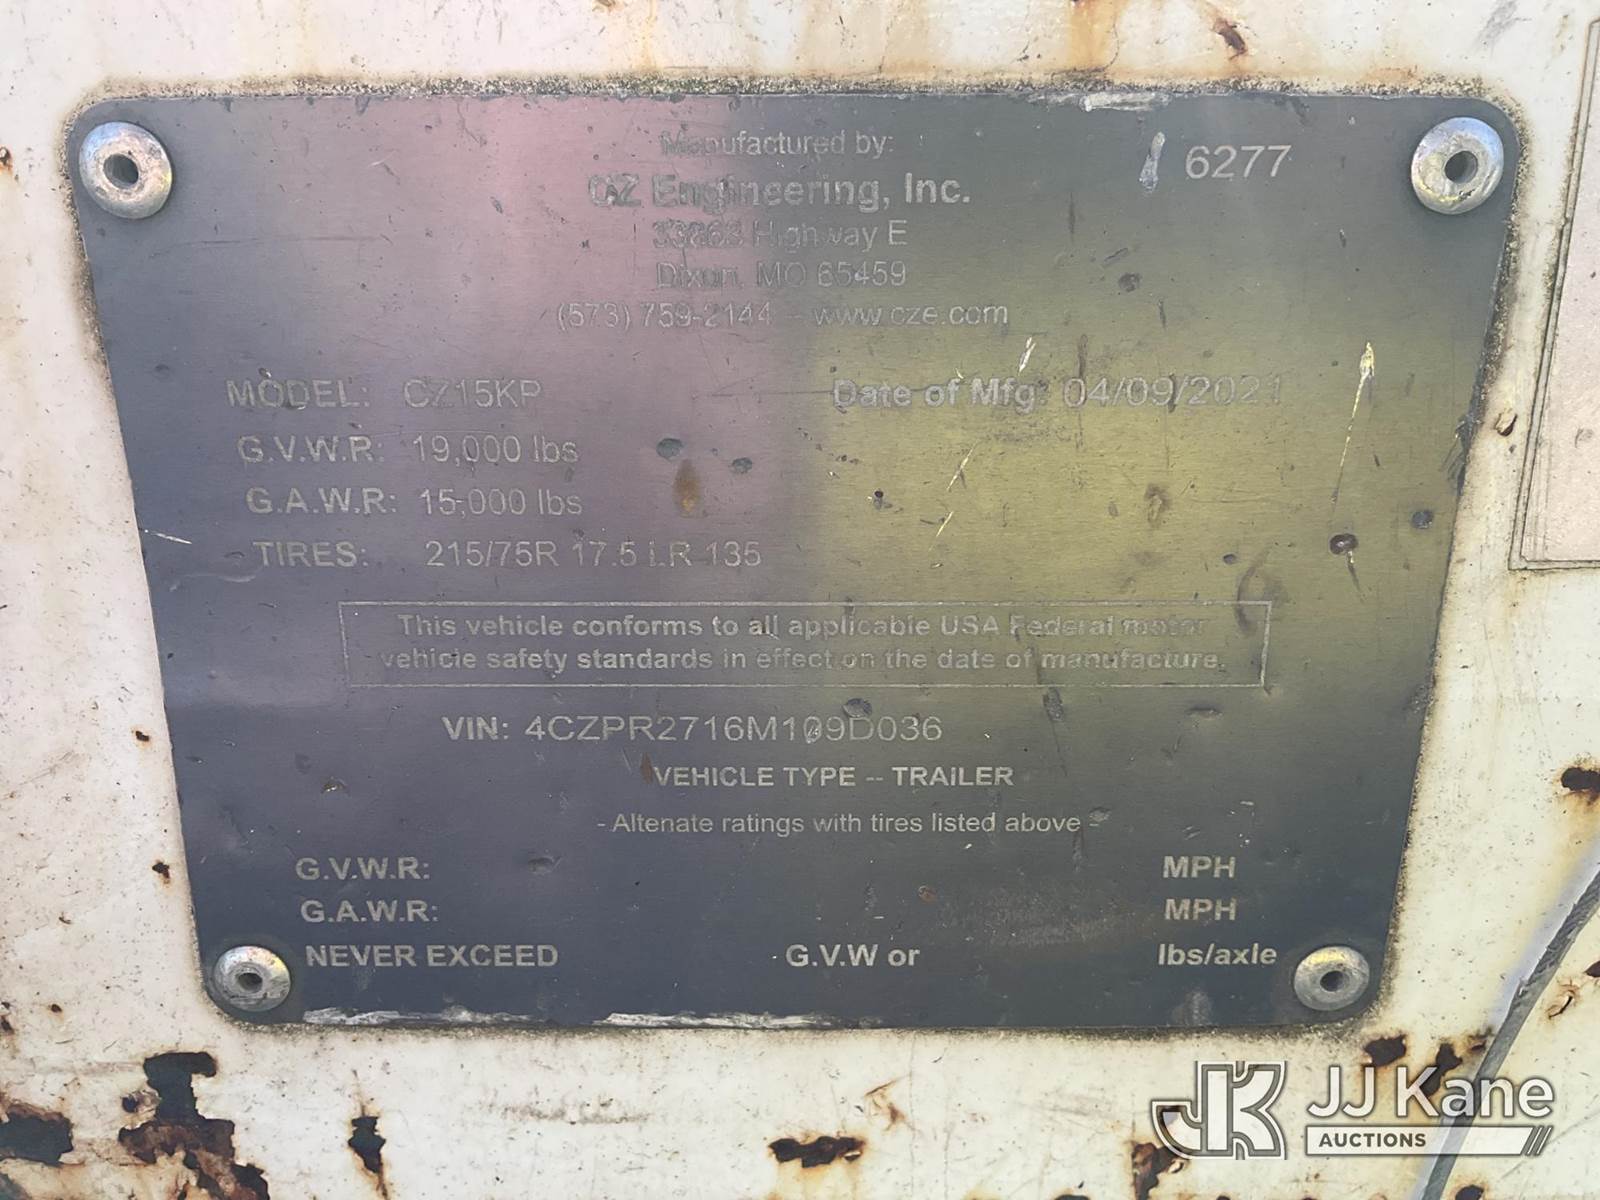 Manufactured by:
6277
CZ Engineering, Inc.
Highway E
Dixon, MO 65459
(573) 759-2144 – www.cze.com
MODEL: CZ15KP
Date of Mfg: 04/09/2021
G.V.W.R: 19,000 lbs
G.A.W.R: 15,000 lbs
TIRES: 215/75R 17.5 LR 135
This vehicle conforms to all applicable USA Federal motor
vehicle safety standards in effect on the date of manufacture.
VIN: 4CZPR2716M109D036
VEHICLE TYPE -- TRAILER
- Altenate ratings with tires listed above -
G.V.W.R: MPH
G.A.W.R: MPH
NEVER EXCEED G.V.W or lbs/axle
JK JJ Kane
AUCTIONS